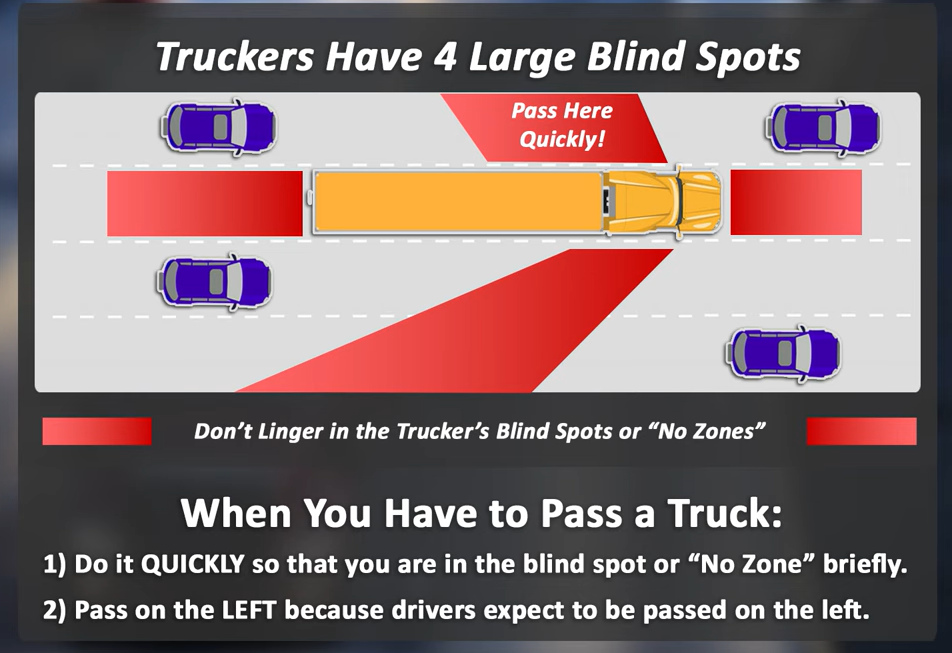 Truckers Have 4 Large Blind Spots
Pass Here
Quickly!
Don’t Linger in the Trucker’s Blind Spots or “No Zones”
When You Have to Pass a Truck:
1) Do it QUICKLY so that you are in the blind spot or “No Zone” briefly.
2) Pass on the LEFT because drivers expect to be passed on the left.